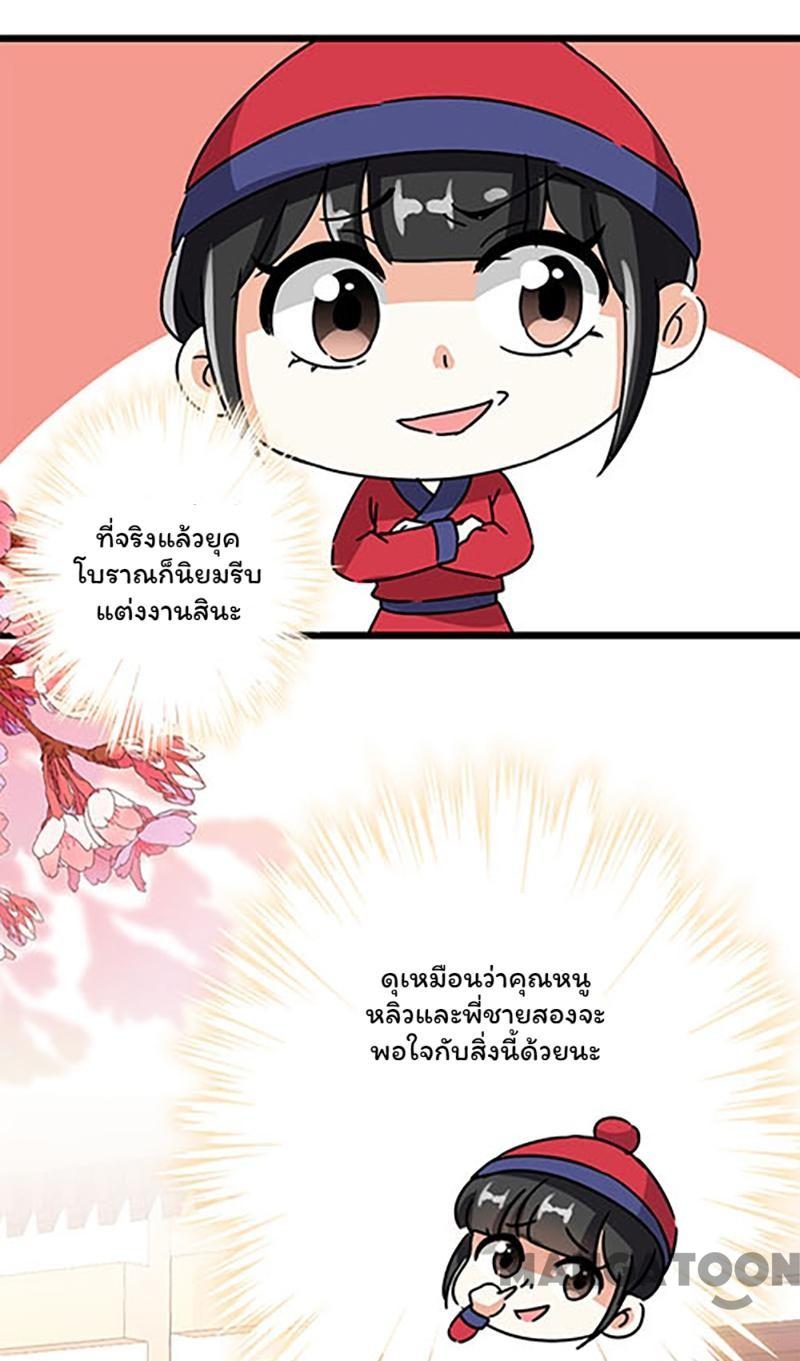 ที่จริงแล้วยุค
โบราณก็นิยมรีบ
แต่งงานสินะ
ดุเหมือนว่าคุณหนู
หลิวและพี่ชายสองจะ
พอใจกับสิ่งนี้ด้วยนะ
MANGATOON